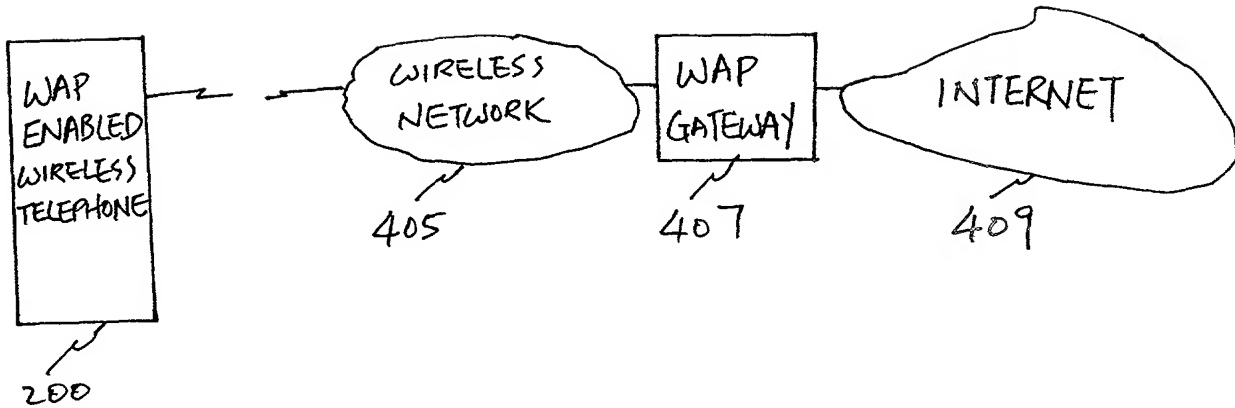 WAP
ENABLED
WIRELESS
TELEPHONE
200
WIRELESS
NETWORK
405
WAP
GATEWAY
407
INTERNET
409